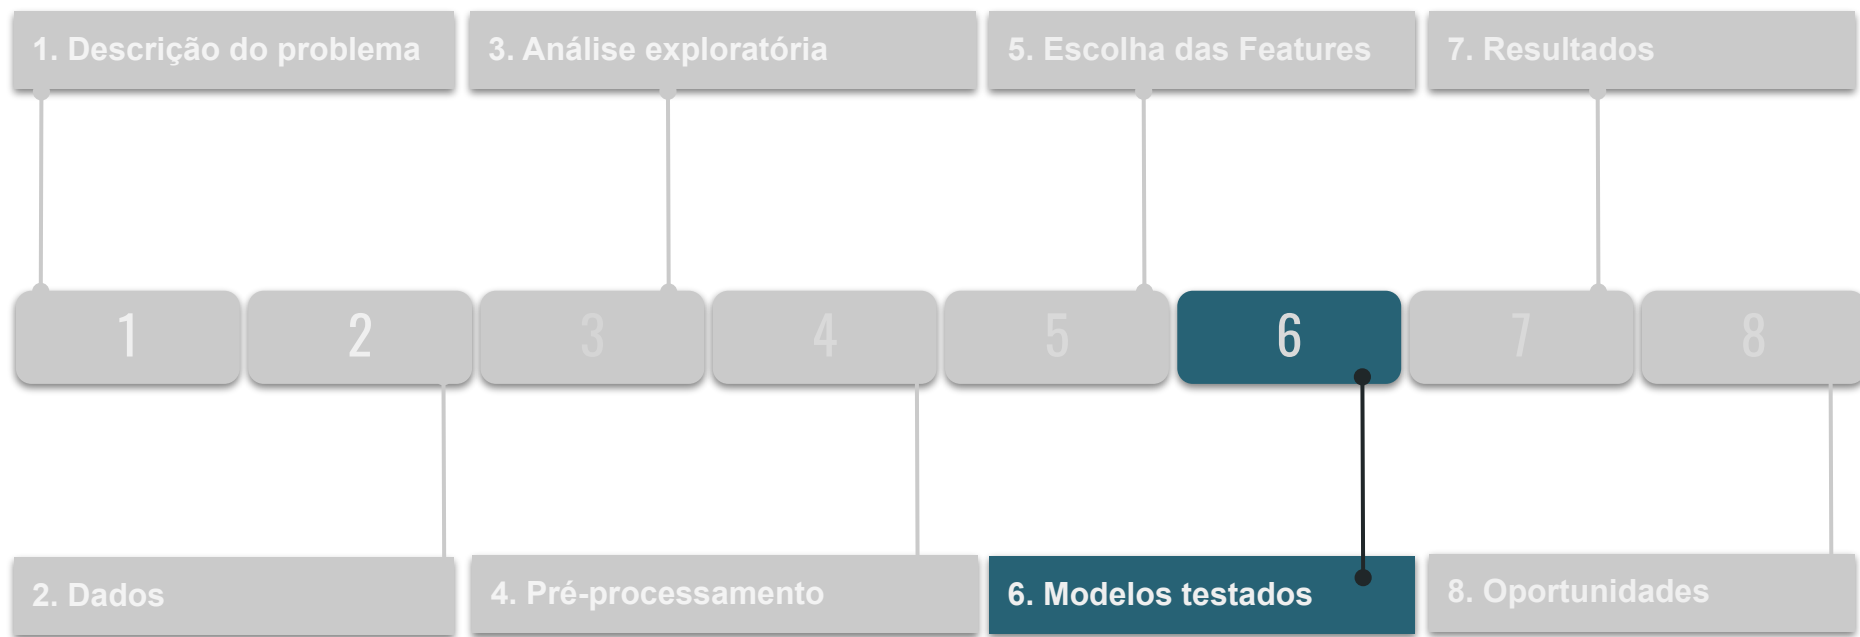 1. Descrição do problema
3. Análise exploratória
5. Escolha das Features
7. Resultados
1
2
3
4
5
6
7
8
2. Dados
4. Pré-processamento
6. Modelos testados
8. Oportunidades